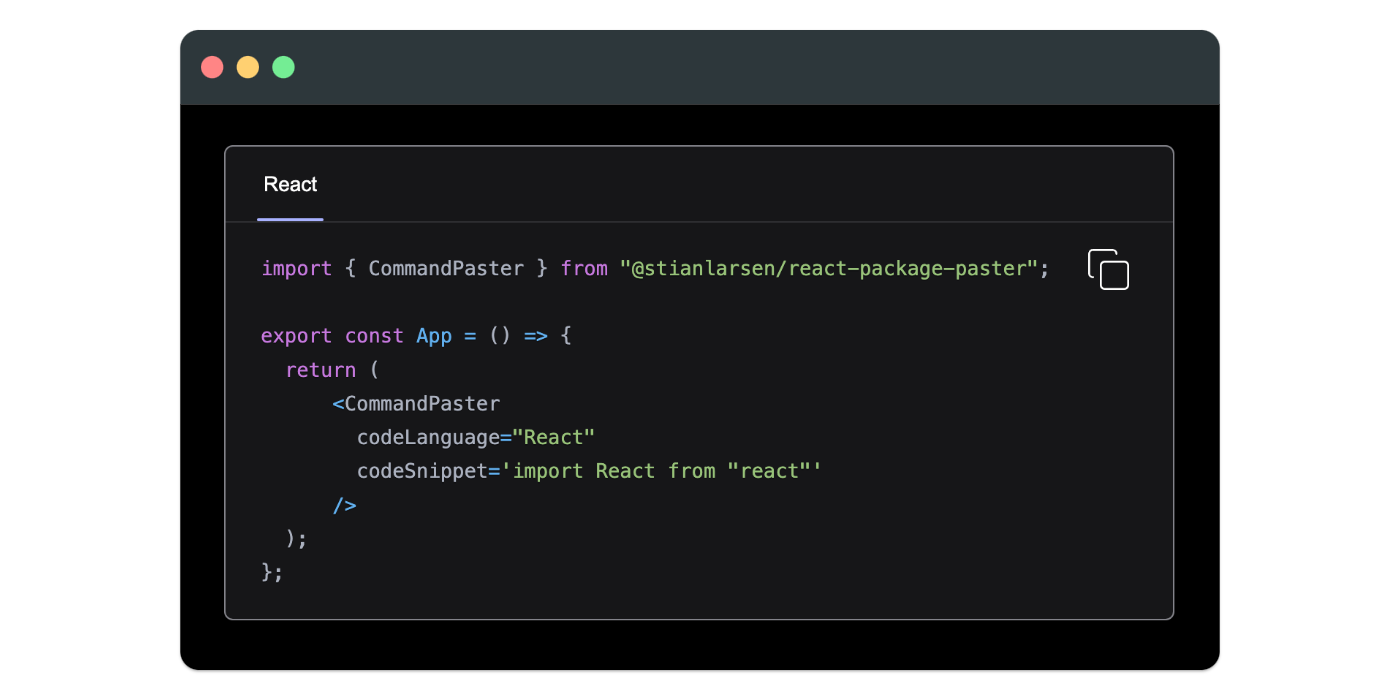 React
import { CommandPaster } from "@stianlarsen/react-package-paster";
export const App = () => {
return (
<CommandPaster
codeLanguage="React"
codeSnippet='import React from "react"'
/>
);
};